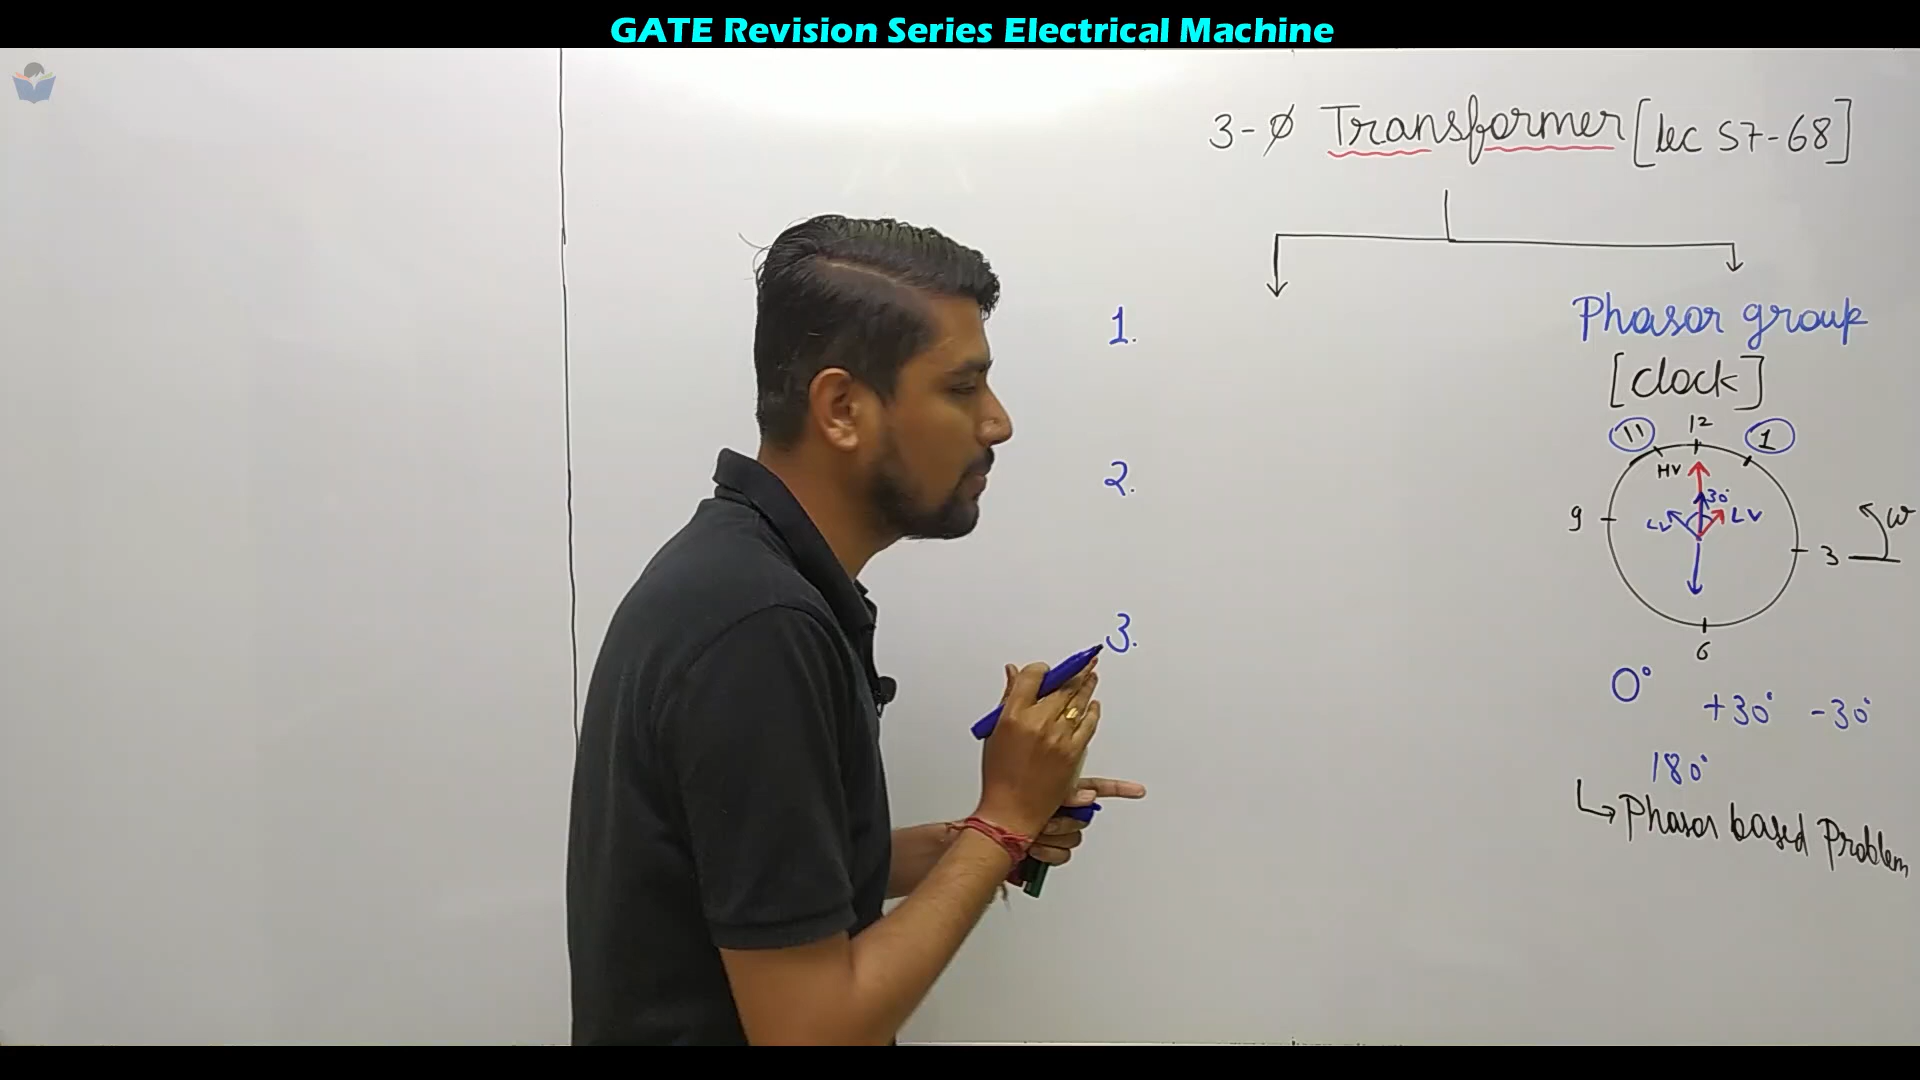 GATE Revision Series Electrical Machine
3-Ø Transformer [lec 57-68]
1.
2.
3.
Phasor group
[clock]
11 12 1
HV
30°
LV LV
9
3
ω
6
0° +30° -30°
180°
↳ Phasor based Problem